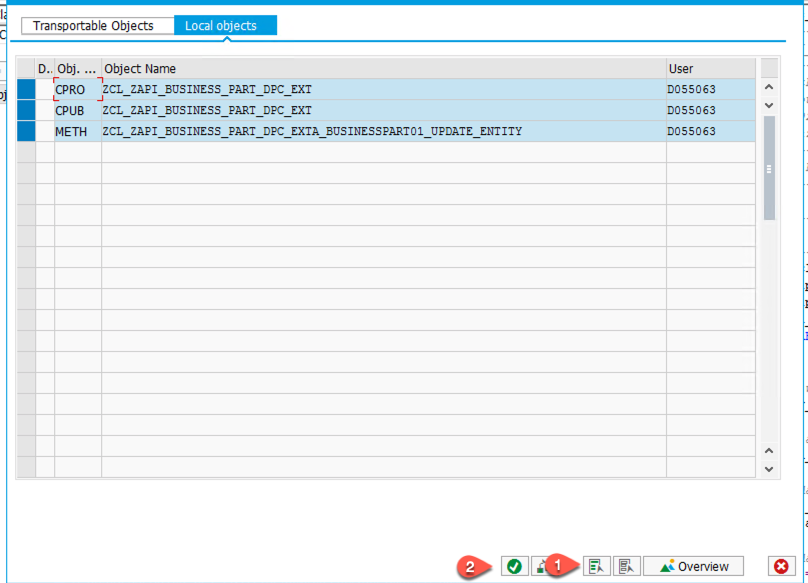 Transportable Objects Local objects
D.. Obj. ... Object Name User
CPRO ZCL_ZAPI_BUSINESS_PART_DPC_EXT D055063
CPUB ZCL_ZAPI_BUSINESS_PART_DPC_EXT D055063
METH ZCL_ZAPI_BUSINESS_PART_DPC_EXTA_BUSINESSPART01_UPDATE_ENTITY D055063
2 1 Overview